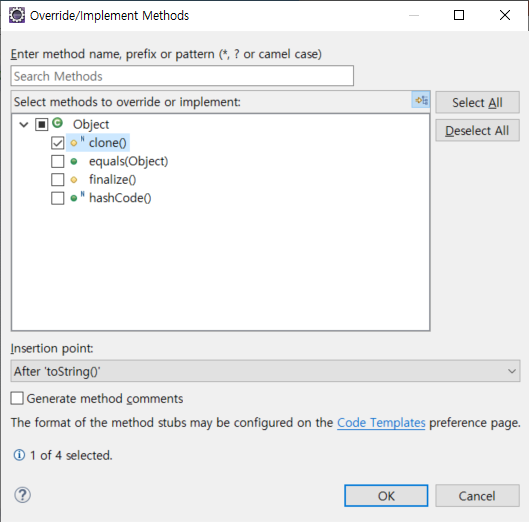 Override/Implement Methods
Enter method name, prefix or pattern (*, ? or camel case)
Search Methods
Select methods to override or implement:
Select All
Deselect All
C Object
N clone()
equals(Object)
finalize()
N hashCode()
Insertion point:
After 'toString()'
Generate method comments
The format of the method stubs may be configured on the Code Templates preference page.
i 1 of 4 selected.
? OK Cancel